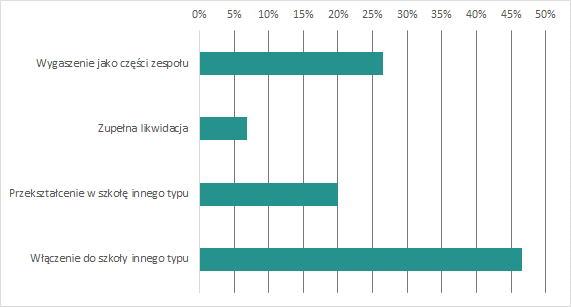 0% 5% 10% 15% 20% 25% 30% 35% 40% 45% 50%
Wygaszenie jako części zespołu
Zupełna likwidacja
Przekształcenie w szkołę innego typu
Włączenie do szkoły innego typu